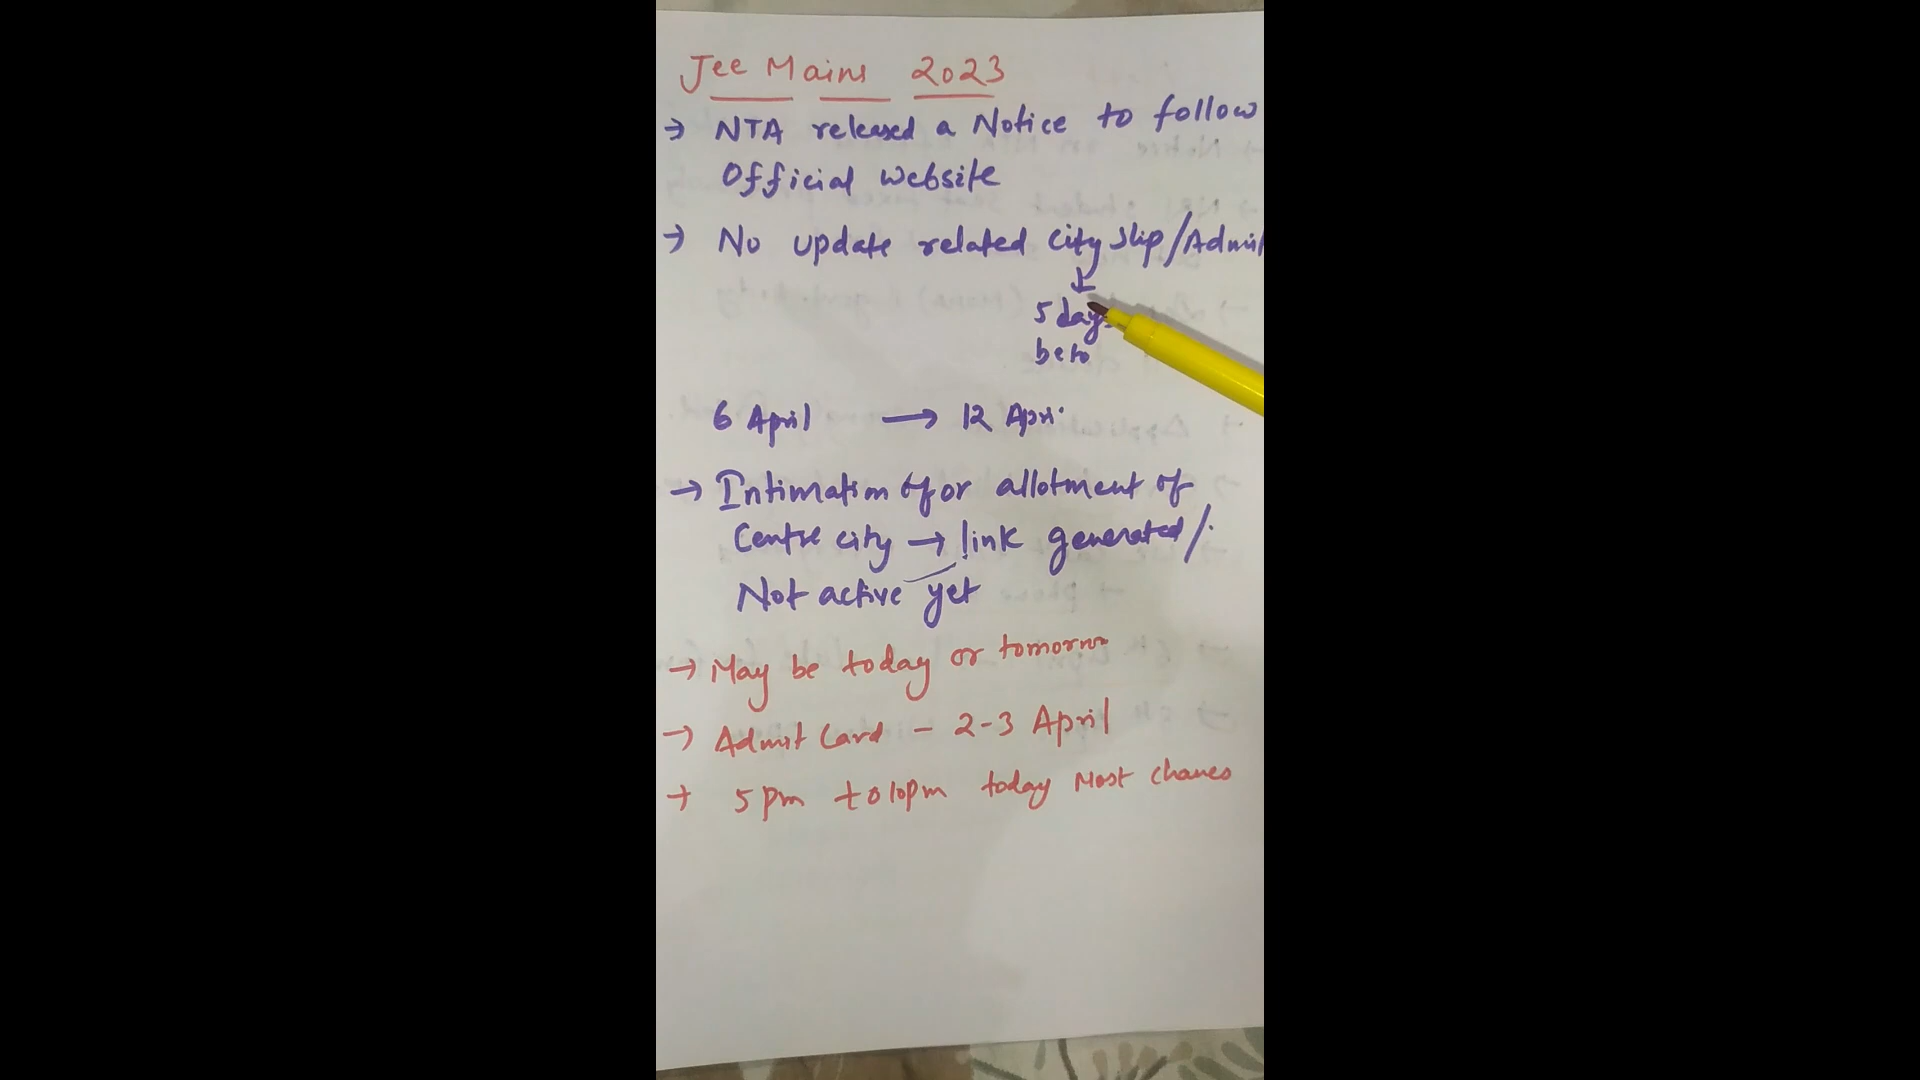 Jee Mains 2023
→ NTA released a Notice to follow
Official website
→ No update related city slip/Admit
↓
5 days
befo
6 April → 12 Apri
→ Intimation for allotment of
Centre city → link generated/
Not active yet
→ May be today or tomorrow
→ Admit Card - 2-3 April
→ 5pm to 10pm today Most chances